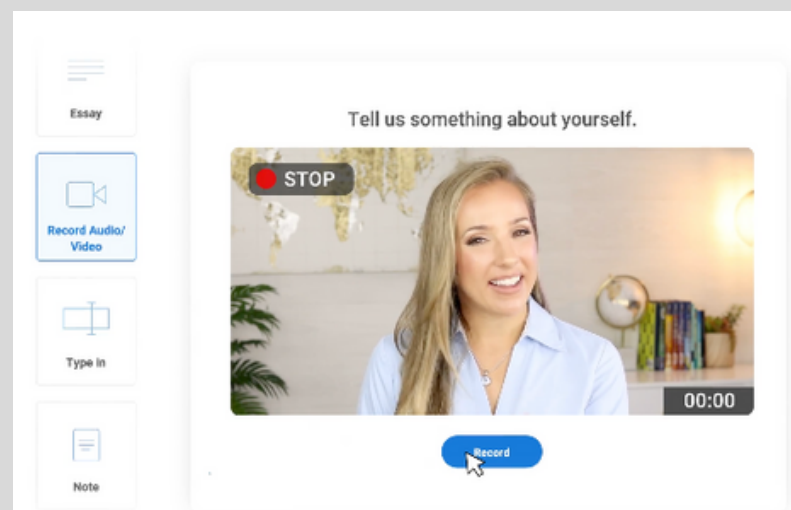 Essay
Record Audio/
Video
Type In
Note
Tell us something about yourself.
STOP
00:00
Record